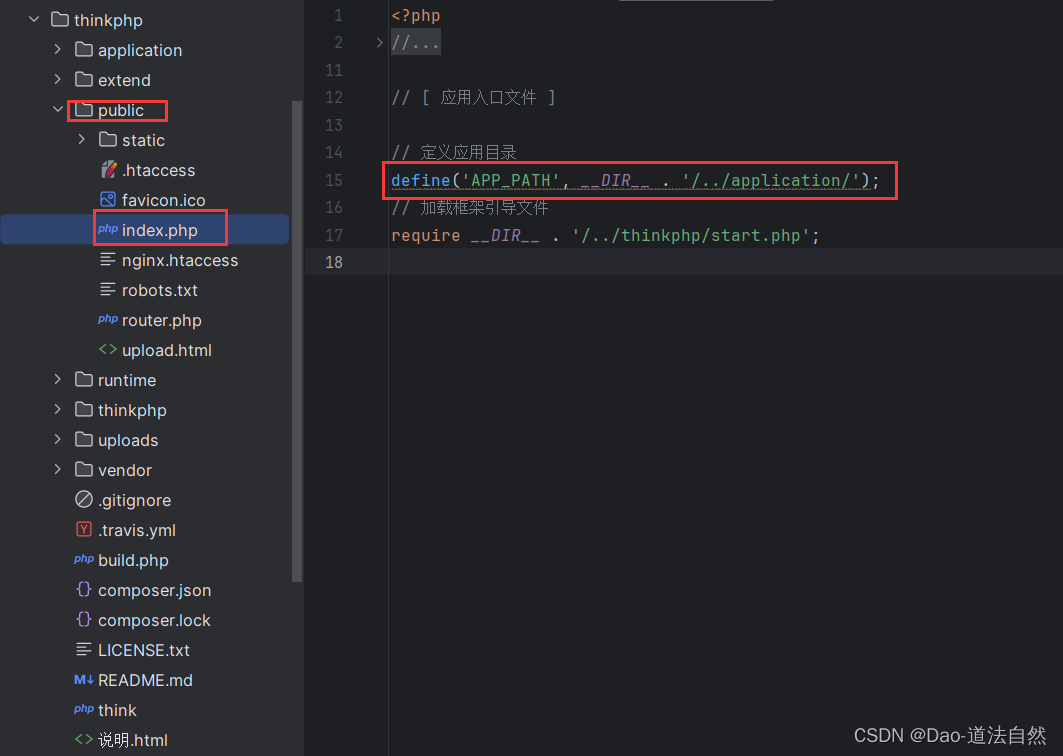 thinkphp
application
extend
public
static
.htaccess
favicon.ico
php index.php
nginx.htaccess
robots.txt
php router.php
<> upload.html
runtime
thinkphp
uploads
vendor
.gitignore
Y .travis.yml
php build.php
{} composer.json
{} composer.lock
LICENSE.txt
M↓ README.md
php think
<> 说明.html
1 <?php
2 > //...
11
12 // [ 应用入口文件 ]
13
14 // 定义应用目录
15 define('APP_PATH', __DIR__ . '/../application/');
16 // 加载框架引导文件
17 require __DIR__ . '/../thinkphp/start.php';
18
CSDN @Dao-道法自然